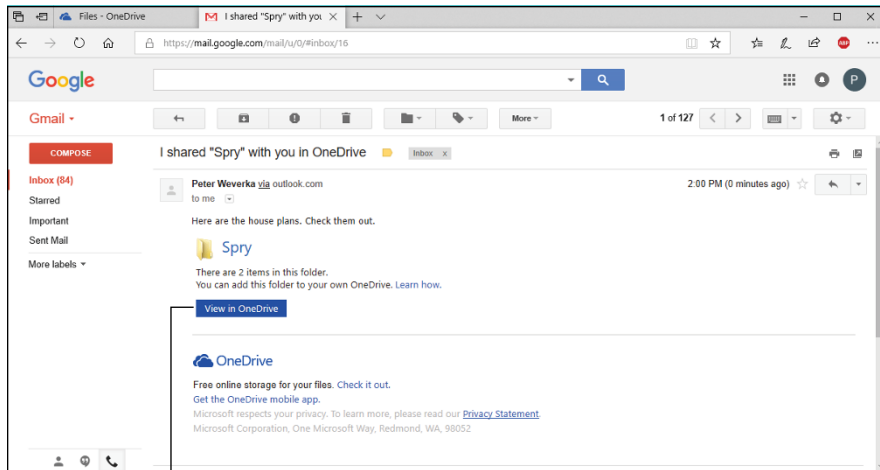 Files - OneDrive
I shared "Spry" with you
https://mail.google.com/mail/u/0/#inbox/16
ABP
Google
P
Gmail
More
1 of 127
COMPOSE
I shared "Spry" with you in OneDrive
Inbox x
Inbox (84)
Starred
Important
Sent Mail
More labels
Peter Weverka via outlook.com
2:00 PM (0 minutes ago)
to me
Here are the house plans. Check them out.
Spry
There are 2 items in this folder.
You can add this folder to your own OneDrive. Learn how.
View in OneDrive
OneDrive
Free online storage for your files. Check it out.
Get the OneDrive mobile app.
Microsoft respects your privacy. To learn more, please read our Privacy Statement.
Microsoft Corporation, One Microsoft Way, Redmond, WA, 98052